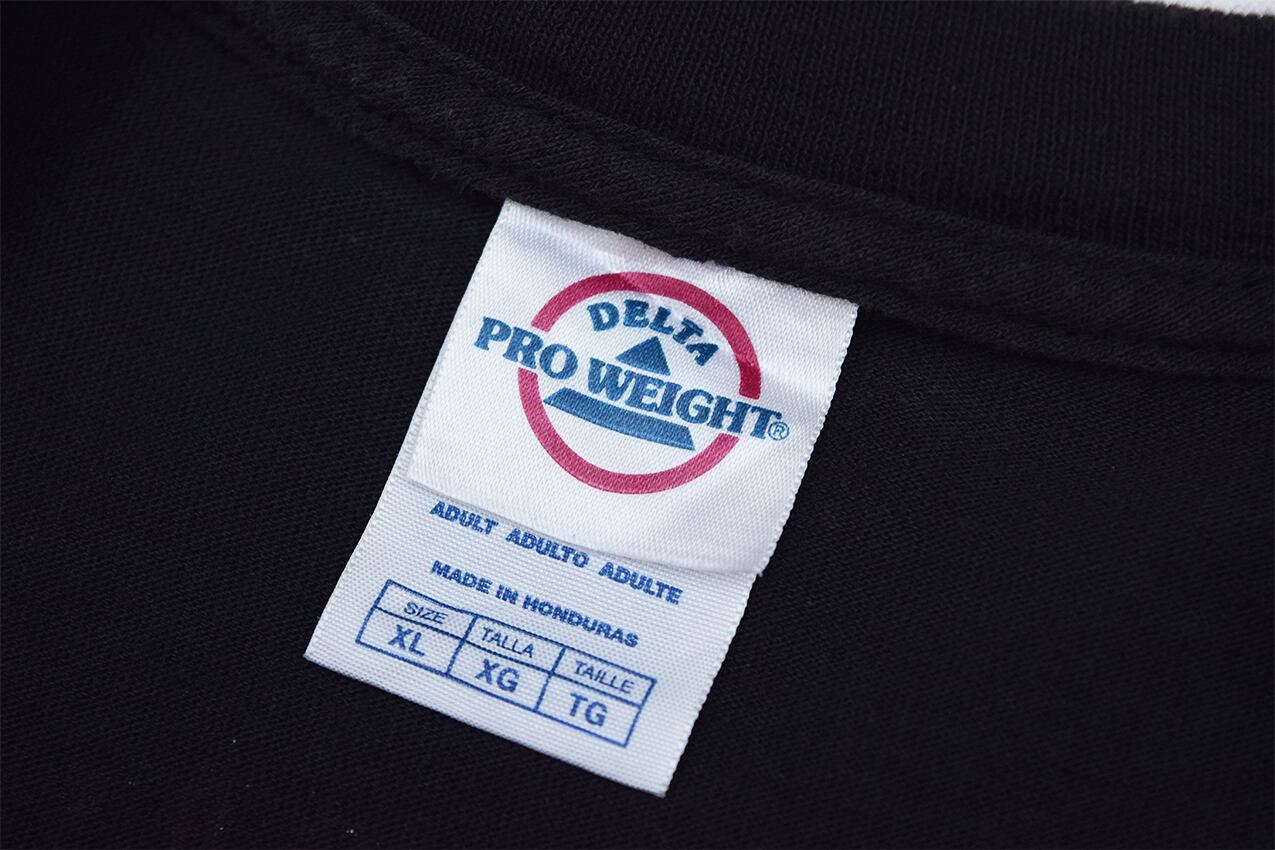 DELTA
PRO WEIGHT®
ADULT ADULTO ADULTE
MADE IN HONDURAS
SIZE TALLA TAILLE
XL XG TG